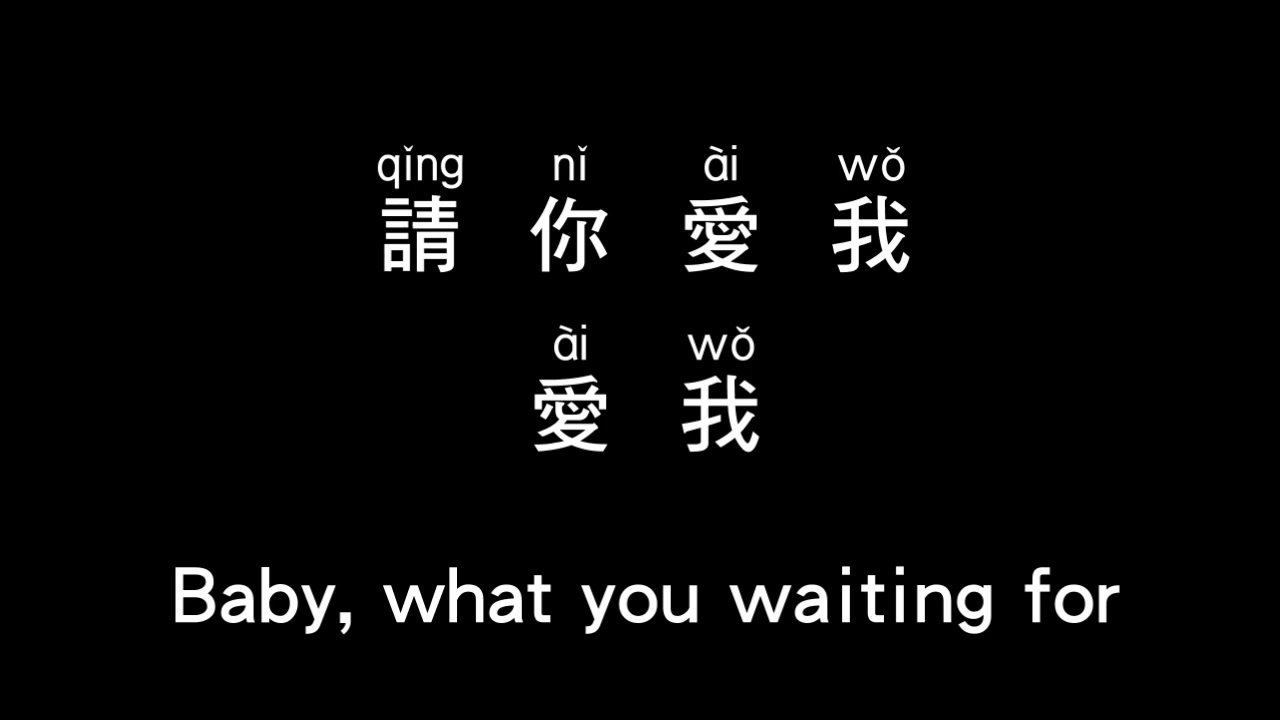 qǐng nǐ ài wǒ
請你愛我
ài wǒ
愛我
Baby, what you waiting for